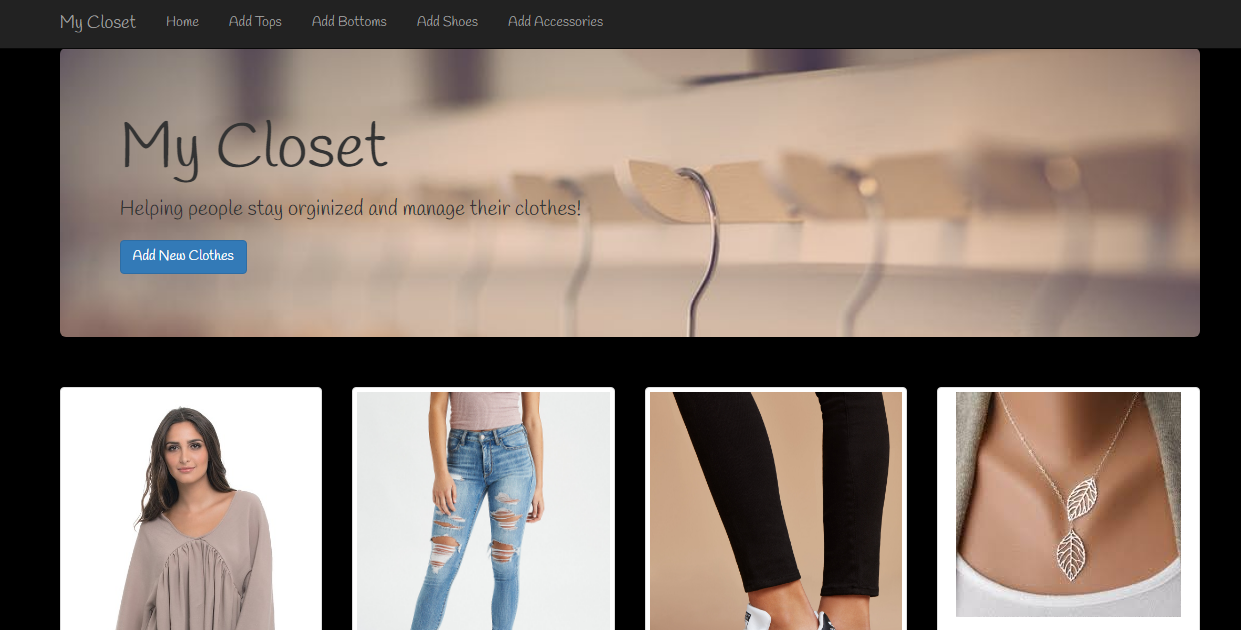 My Closet Home Add Tops Add Bottoms Add Shoes Add Accessories
My Closet
Helping people stay orginized and manage their clothes!
Add New Clothes